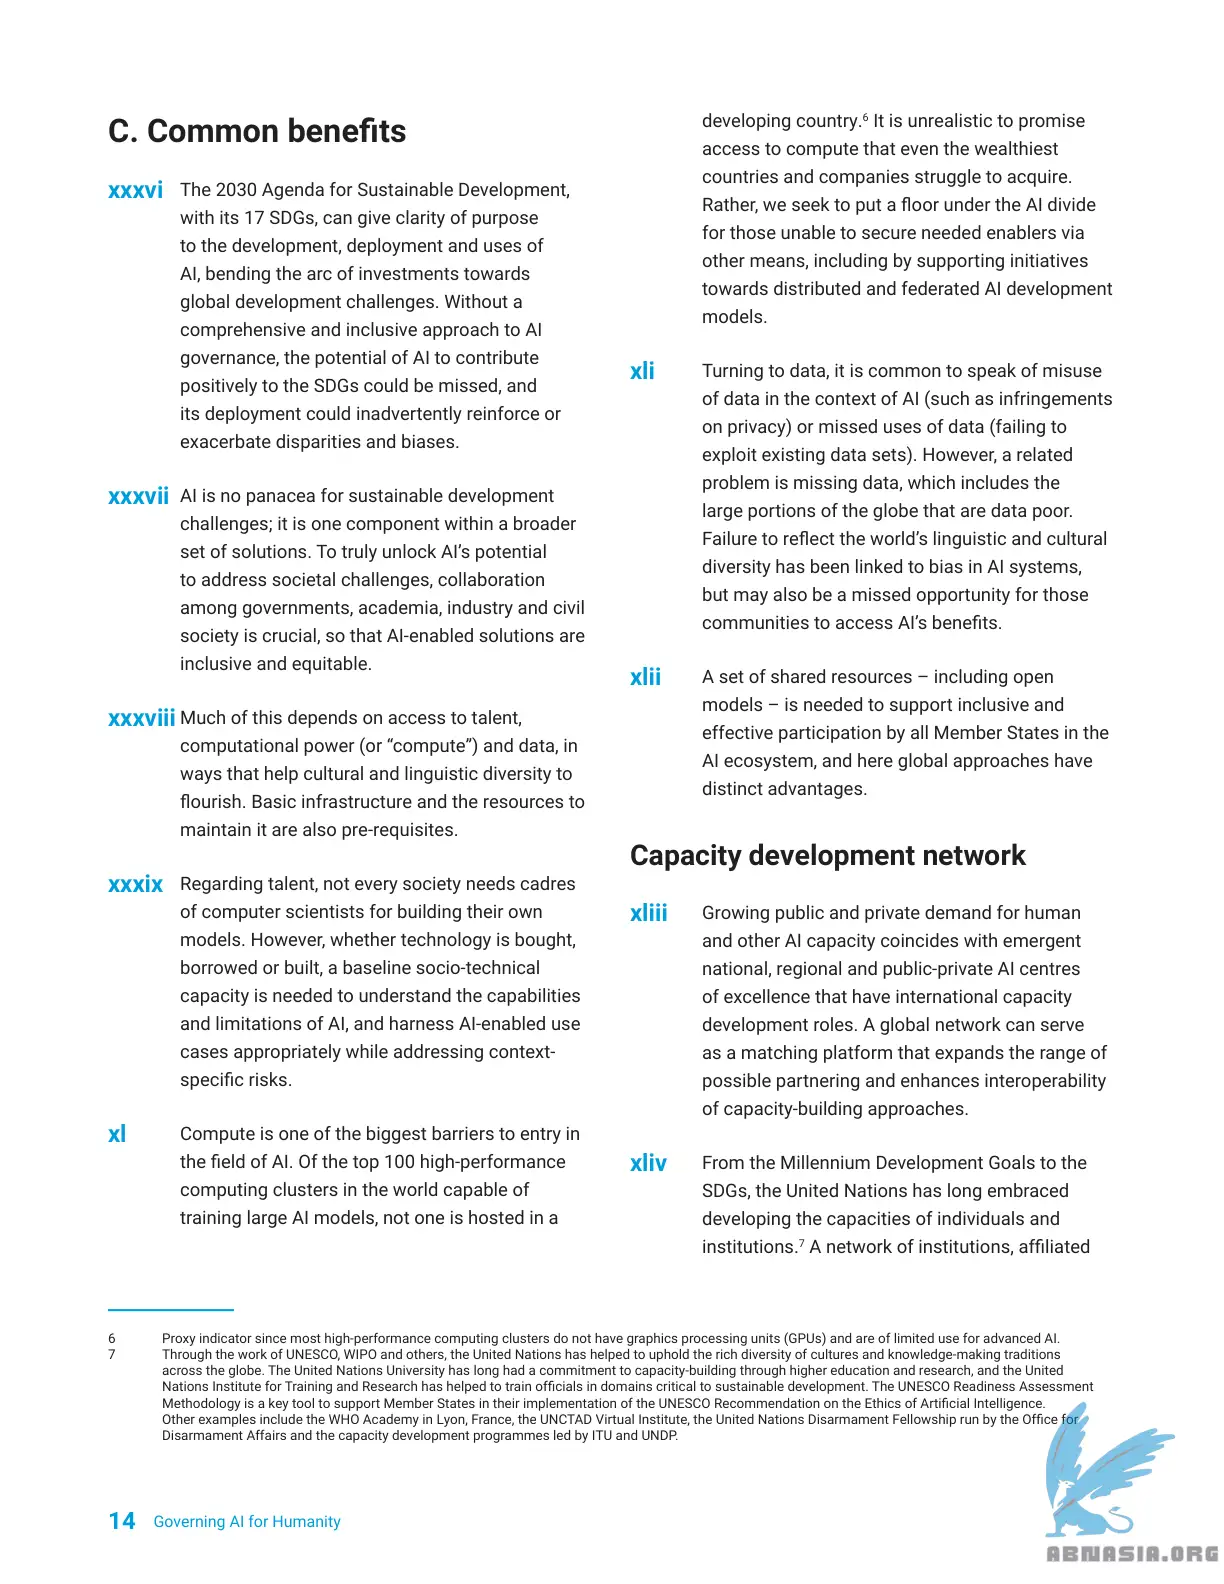 C. Common benefits
xxxvi The 2030 Agenda for Sustainable Development,
with its 17 SDGs, can give clarity of purpose
to the development, deployment and uses of
AI, bending the arc of investments towards
global development challenges. Without a
comprehensive and inclusive approach to AI
governance, the potential of AI to contribute
positively to the SDGs could be missed, and
its deployment could inadvertently reinforce or
exacerbate disparities and biases.
xxxvii AI is no panacea for sustainable development
challenges; it is one component within a broader
set of solutions. To truly unlock AI’s potential
to address societal challenges, collaboration
among governments, academia, industry and civil
society is crucial, so that AI-enabled solutions are
inclusive and equitable.
xxxviii Much of this depends on access to talent,
computational power (or “compute”) and data, in
ways that help cultural and linguistic diversity to
flourish. Basic infrastructure and the resources to
maintain it are also pre-requisites.
xxxix Regarding talent, not every society needs cadres
of computer scientists for building their own
models. However, whether technology is bought,
borrowed or built, a baseline socio-technical
capacity is needed to understand the capabilities
and limitations of AI, and harness AI-enabled use
cases appropriately while addressing context-
specific risks.
xl Compute is one of the biggest barriers to entry in
the field of AI. Of the top 100 high-performance
computing clusters in the world capable of
training large AI models, not one is hosted in a
developing country.⁶ It is unrealistic to promise
access to compute that even the wealthiest
countries and companies struggle to acquire.
Rather, we seek to put a floor under the AI divide
for those unable to secure needed enablers via
other means, including by supporting initiatives
towards distributed and federated AI development
models.
xli Turning to data, it is common to speak of misuse
of data in the context of AI (such as infringements
on privacy) or missed uses of data (failing to
exploit existing data sets). However, a related
problem is missing data, which includes the
large portions of the globe that are data poor.
Failure to reflect the world’s linguistic and cultural
diversity has been linked to bias in AI systems,
but may also be a missed opportunity for those
communities to access AI’s benefits.
xlii A set of shared resources – including open
models – is needed to support inclusive and
effective participation by all Member States in the
AI ecosystem, and here global approaches have
distinct advantages.
Capacity development network
xliii Growing public and private demand for human
and other AI capacity coincides with emergent
national, regional and public-private AI centres
of excellence that have international capacity
development roles. A global network can serve
as a matching platform that expands the range of
possible partnering and enhances interoperability
of capacity-building approaches.
xliv From the Millennium Development Goals to the
SDGs, the United Nations has long embraced
developing the capacities of individuals and
institutions.⁷ A network of institutions, affiliated
6 Proxy indicator since most high-performance computing clusters do not have graphics processing units (GPUs) and are of limited use for advanced AI.
7 Through the work of UNESCO, WIPO and others, the United Nations has helped to uphold the rich diversity of cultures and knowledge-making traditions
across the globe. The United Nations University has long had a commitment to capacity-building through higher education and research, and the United
Nations Institute for Training and Research has helped to train officials in domains critical to sustainable development. The UNESCO Readiness Assessment
Methodology is a key tool to support Member States in their implementation of the UNESCO Recommendation on the Ethics of Artificial Intelligence.
Other examples include the WHO Academy in Lyon, France, the UNCTAD Virtual Institute, the United Nations Disarmament Fellowship run by the Office for
Disarmament Affairs and the capacity development programmes led by ITU and UNDP.
14 Governing AI for Humanity
ABNASIA.ORG